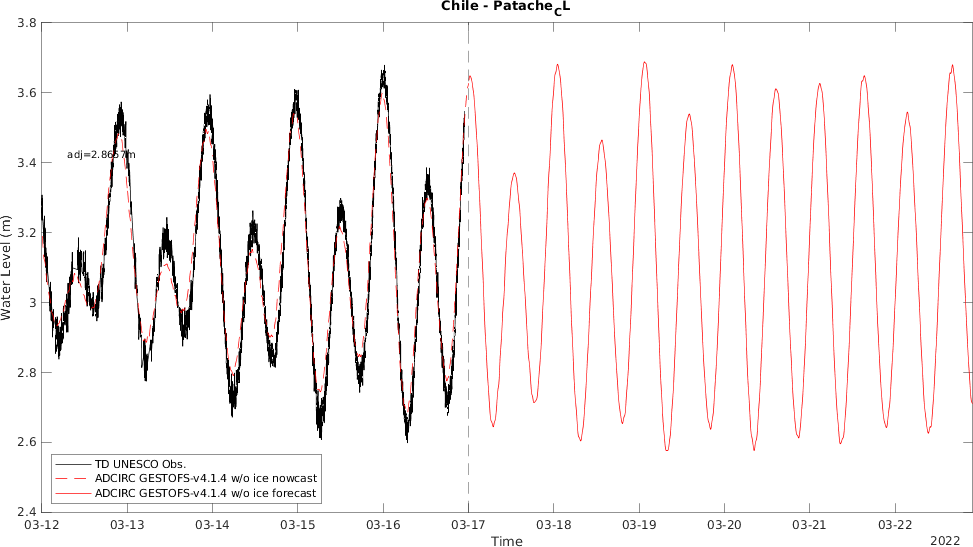 Chile - Patache_CL
3.8
3.6
3.4
3.2
3
2.8
2.6
2.4
Water Level (m)
adj=2.8657m
TD UNESCO Obs.
ADCIRC GESTOFS-v4.1.4 w/o ice nowcast
ADCIRC GESTOFS-v4.1.4 w/o ice forecast
03-12 03-13 03-14 03-15 03-16 03-17 03-18 03-19 03-20 03-21 03-22
Time
2022